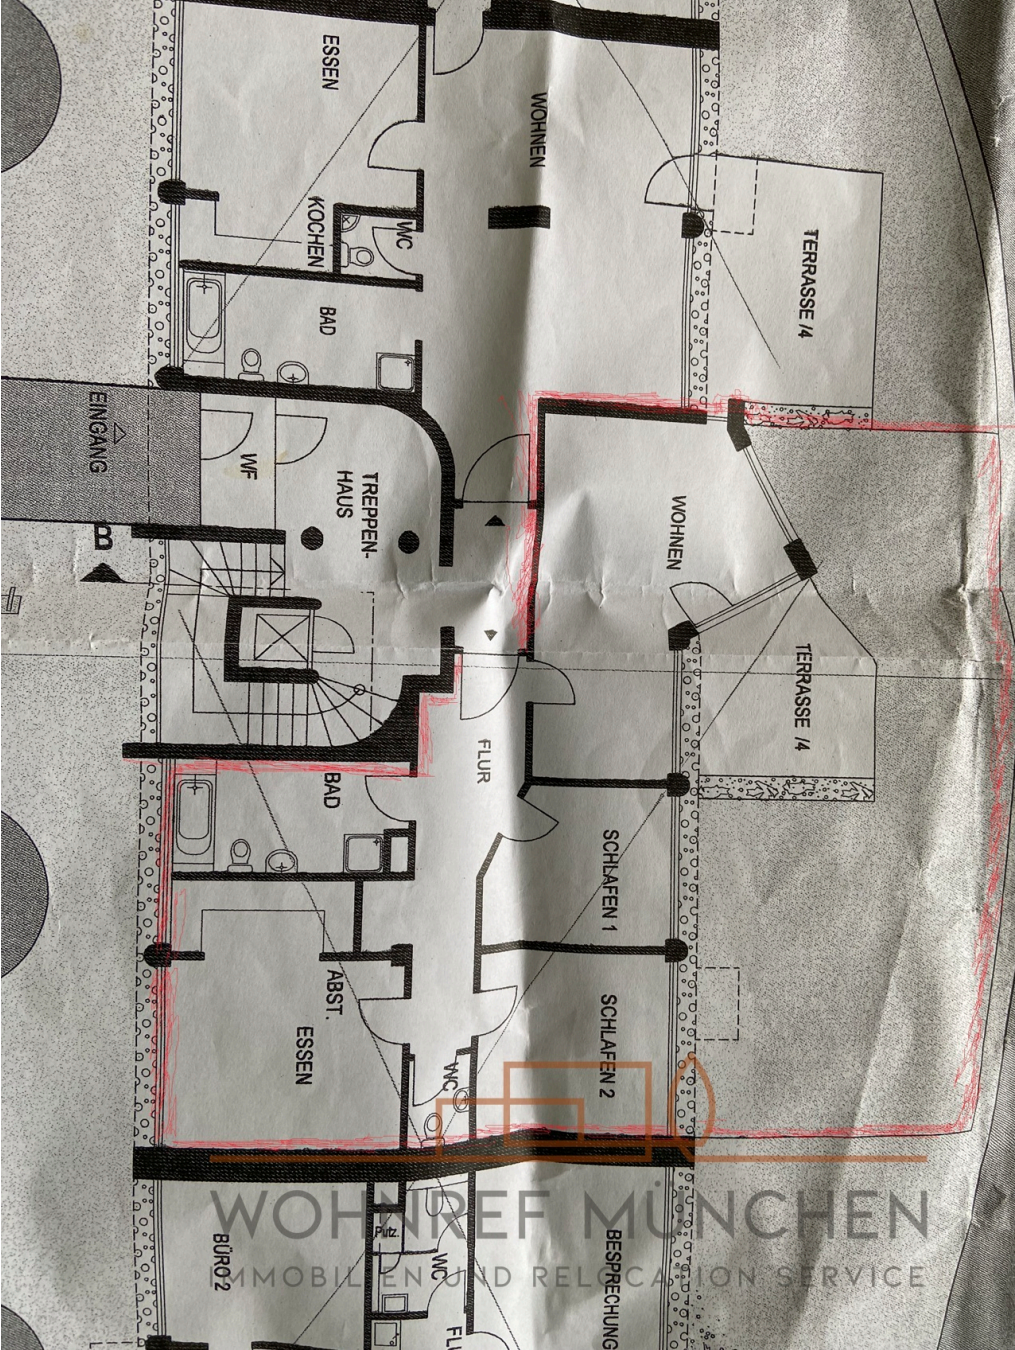 ESSEN
WOHNEN
KOCHEN
WC
TERRASSE /4
BAD
EINGANG
WF
TREPPEN-
HAUS
WOHNEN
B
TERRASSE /4
FLUR
BAD
SCHLAFEN 1
ABST.
ESSEN
SCHLAFEN 2
WC
WOHNREF MÜNCHEN
IMMOBILIEN UND RELOCATION SERVICE
BÜRO 2
Putz.
WC
BESPRECHUNG